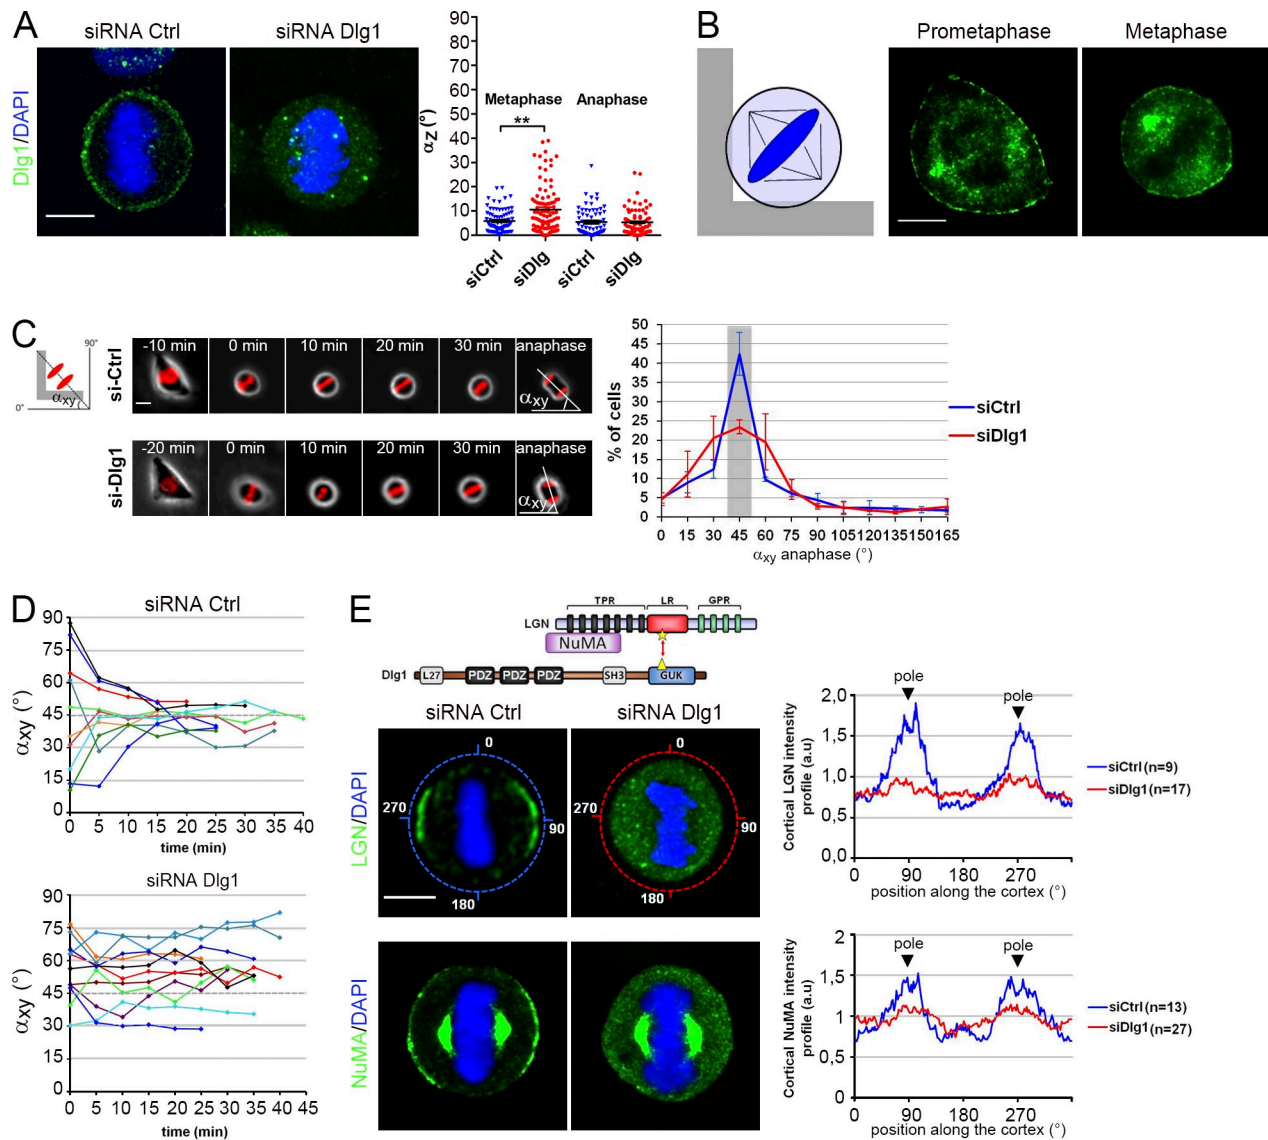 A
siRNA Ctrl
siRNA Dlg1
Dlg1/DAPI
αz (°)
90
80
70
60
50
40
30
20
10
0
Metaphase
Anaphase
**
siCtrl
siDlg
siCtrl
siDlg
B
Prometaphase
Metaphase
C
90°
0°
αxy
si-Ctrl
-10 min
0 min
10 min
20 min
30 min
anaphase
αxy
si-Dlg1
-20 min
0 min
10 min
20 min
30 min
anaphase
αxy
% of cells
50
45
40
35
30
25
20
15
10
5
0
0 15 30 45 60 75 90 105 120 135 150 165
αxy anaphase (°)
siCtrl
siDlg1
D
siRNA Ctrl
αxy (°)
90
75
60
45
30
15
0
0 5 10 15 20 25 30 35 40
time (min)
siRNA Dlg1
αxy (°)
90
75
60
45
30
15
0
0 5 10 15 20 25 30 35 40 45
time (min)
E
TPR
LR
GPR
LGN
NuMA
Dlg1
L27
PDZ
PDZ
PDZ
SH3
GUK
siRNA Ctrl
siRNA Dlg1
LGN/DAPI
0
270
90
180
0
270
90
180
NuMA/DAPI
Cortical LGN intensity
profile (a.u)
2,0
1,5
1,0
0,5
0,0
pole
pole
0 90 180 270
position along the cortex (°)
siCtrl (n=9)
siDlg1 (n=17)
Cortical NuMA intensity
profile (a.u)
2
1,5
1
0,5
0
pole
pole
0 90 180 270
position along the cortex (°)
siCtrl (n=13)
siDlg1 (n=27)